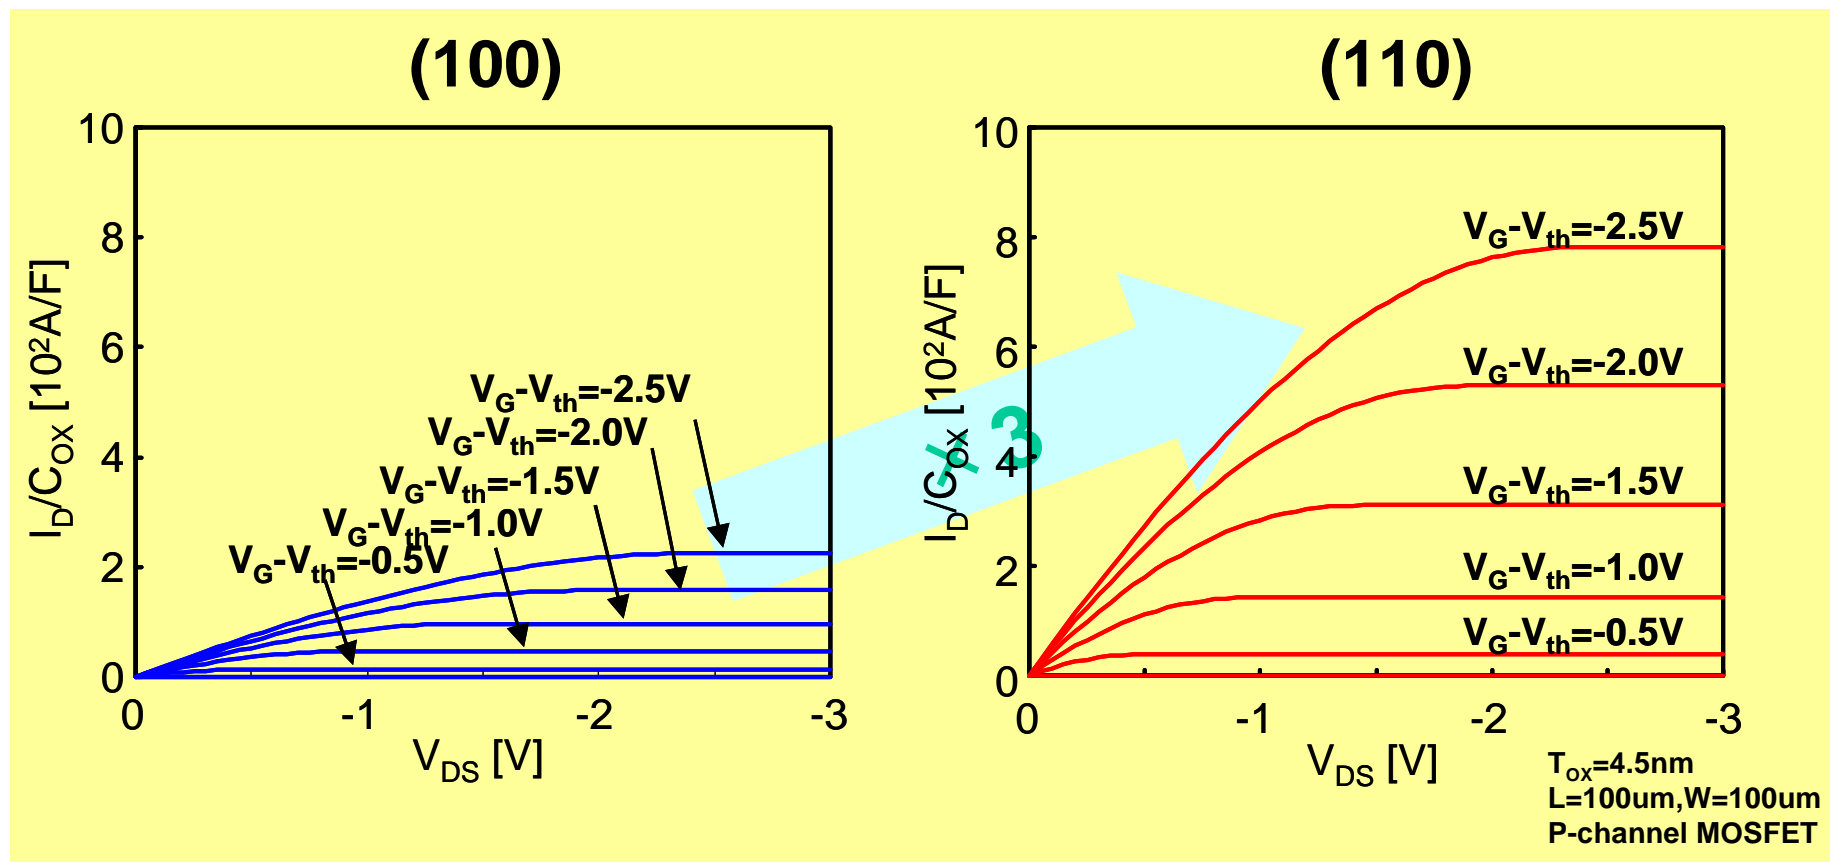 (100)
10
8
6
4
2
0
0
-1
-2
-3
I_D/C_OX [10²A/F]
V_DS [V]
V_G-V_th=-2.5V
V_G-V_th=-2.0V
V_G-V_th=-1.5V
V_G-V_th=-1.0V
V_G-V_th=-0.5V
× 3
(110)
10
8
6
4
2
0
0
-1
-2
-3
I_D/C_OX [10²A/F]
V_DS [V]
V_G-V_th=-2.5V
V_G-V_th=-2.0V
V_G-V_th=-1.5V
V_G-V_th=-1.0V
V_G-V_th=-0.5V
T_ox=4.5nm
L=100um,W=100um
P-channel MOSFET